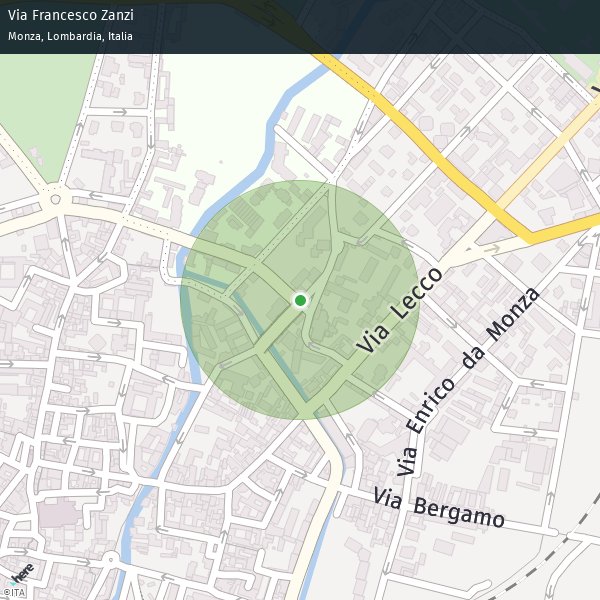 Via Francesco Zanzi
Monza, Lombardia, Italia
Via Lecco
Via Enrico da Monza
Via Bergamo
here
©ITA